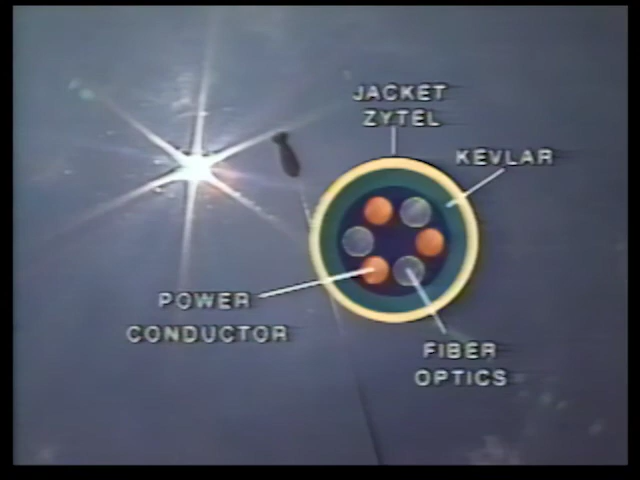 JACKET
ZYTEL
KEVLAR
POWER
CONDUCTOR
FIBER
OPTICS